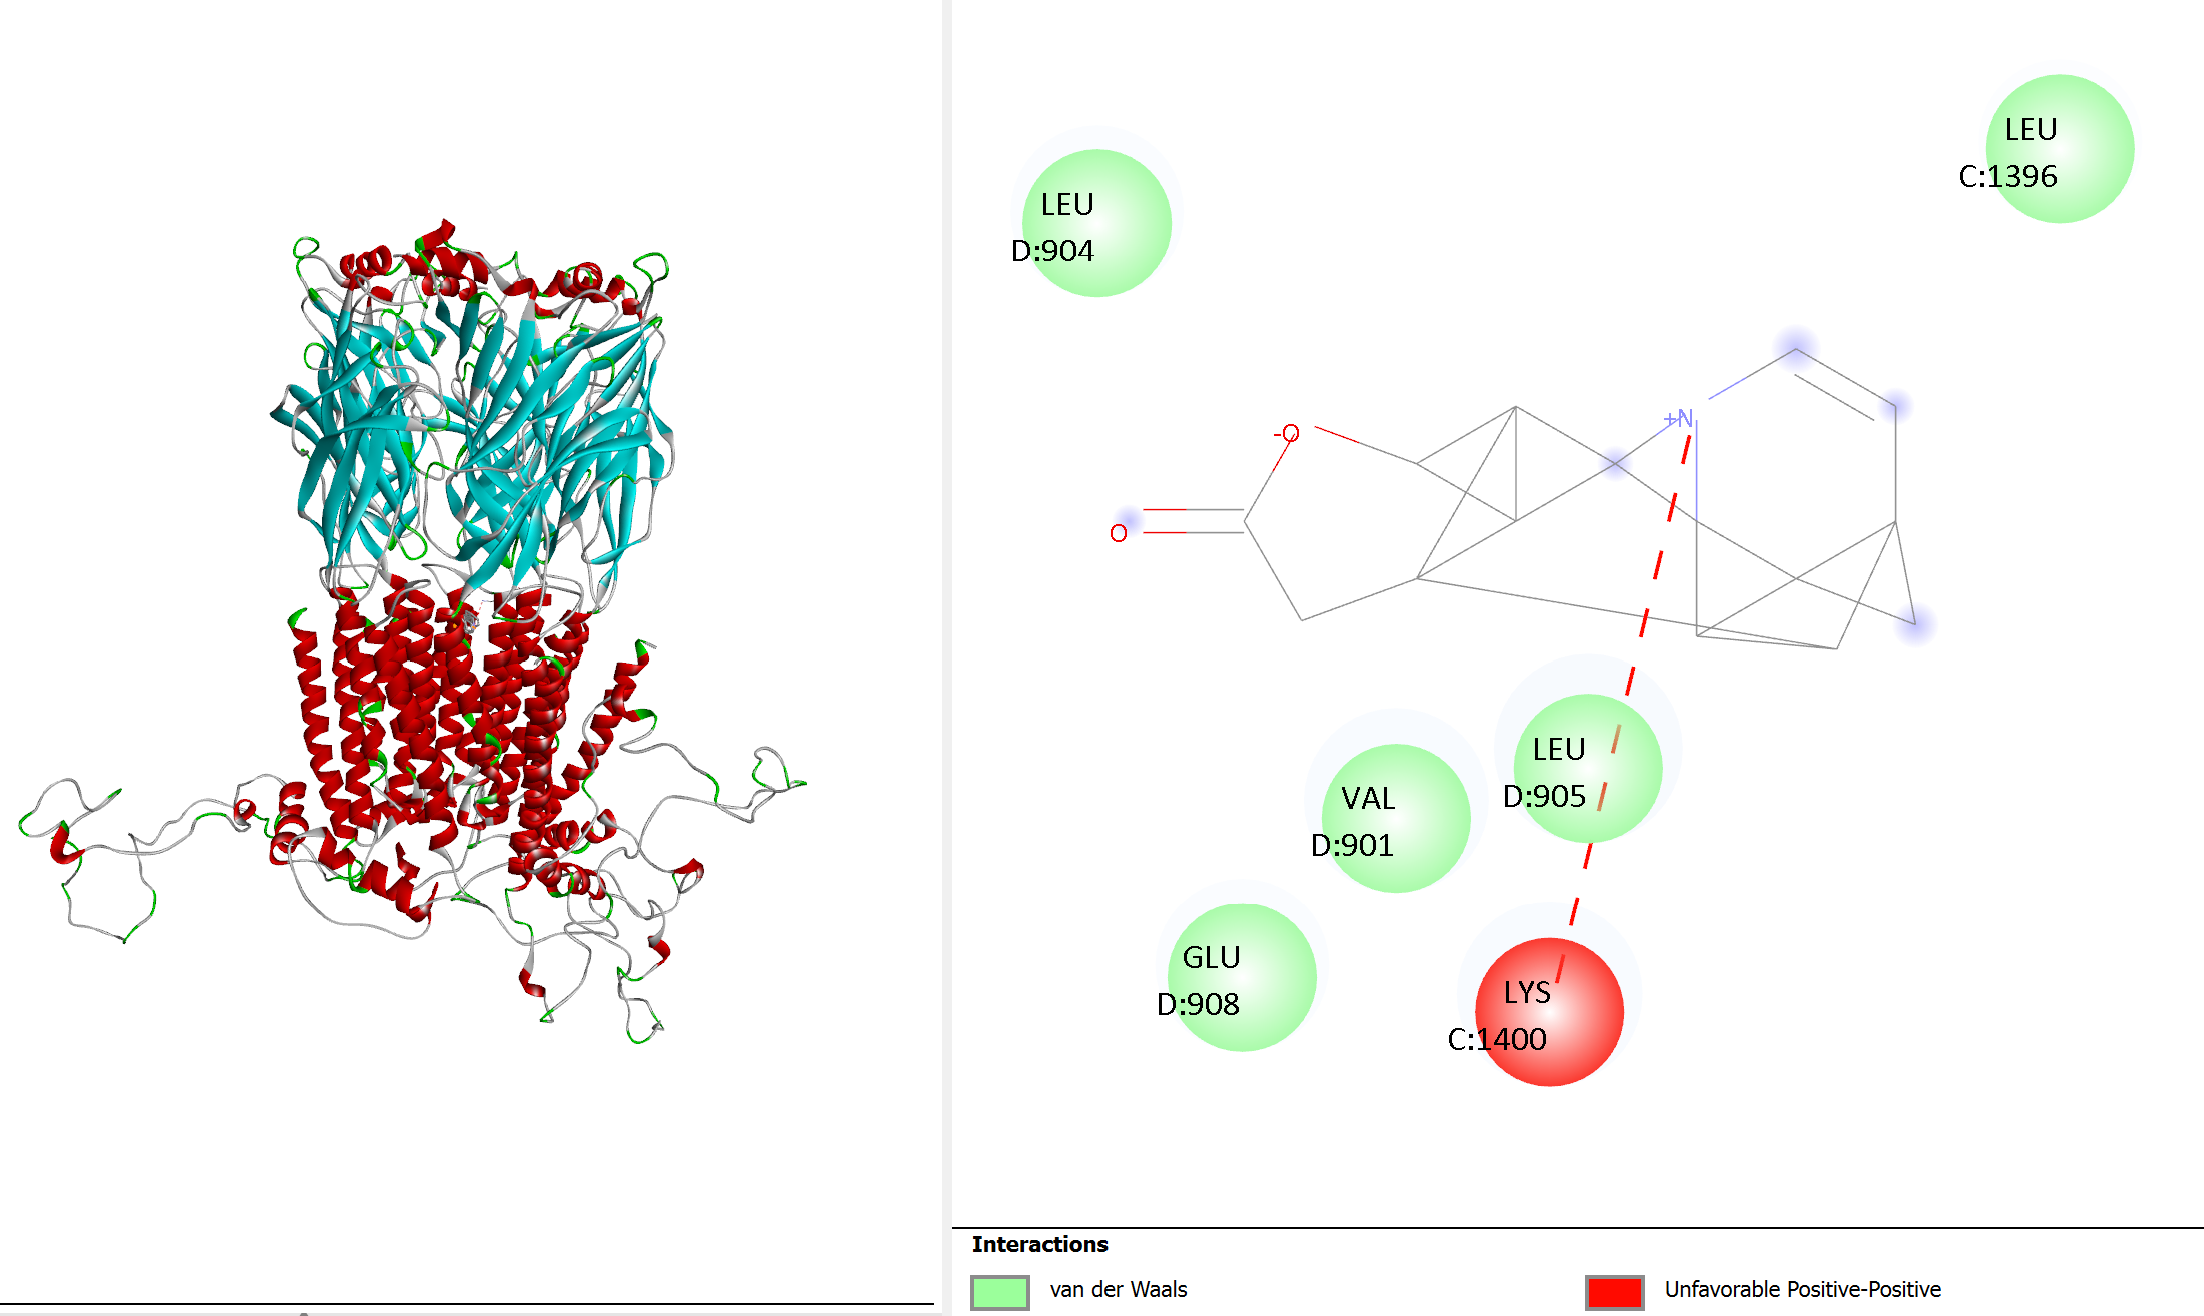 LEU
C:1396
LEU
D:904
+N
-O
O
LEU
D:905
VAL
D:901
GLU
D:908
LYS
C:1400
Interactions
van der Waals
Unfavorable Positive-Positive